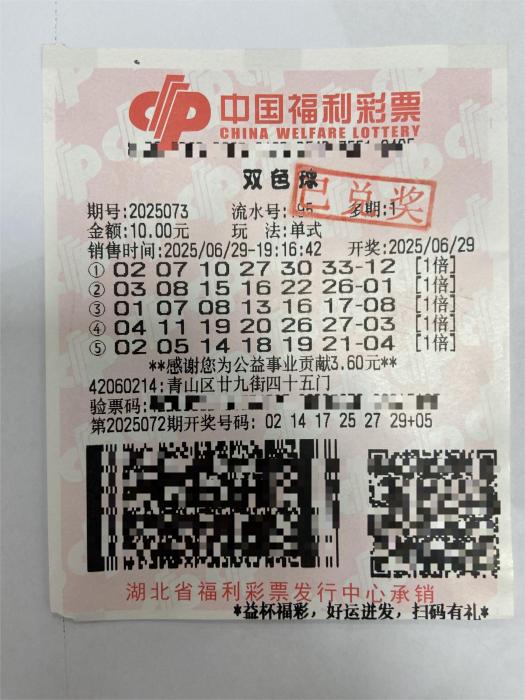 中国福利彩票
CHINA WELFARE LOTTERY
双色球
已兑奖
期号:2025073 流水号: 95 多期:1
金额:10.00元 玩 法:单式
销售时间:2025/06/29-19:16:42 开奖:2025/06/29
① 02 07 10 27 30 33-12 [1倍]
② 03 08 15 16 22 26-01 [1倍]
③ 01 07 08 13 16 17-08 [1倍]
④ 04 11 19 20 26 27-03 [1倍]
⑤ 02 05 14 18 19 21-04 [1倍]
**感谢您为公益事业贡献3.60元**
42060214:青山区廿九街四十五门
验票码:
第2025072期开奖号码: 02 14 17 25 27 29+05
湖北省福利彩票发行中心承销
*益杯福彩，好运迸发，扫码有礼*